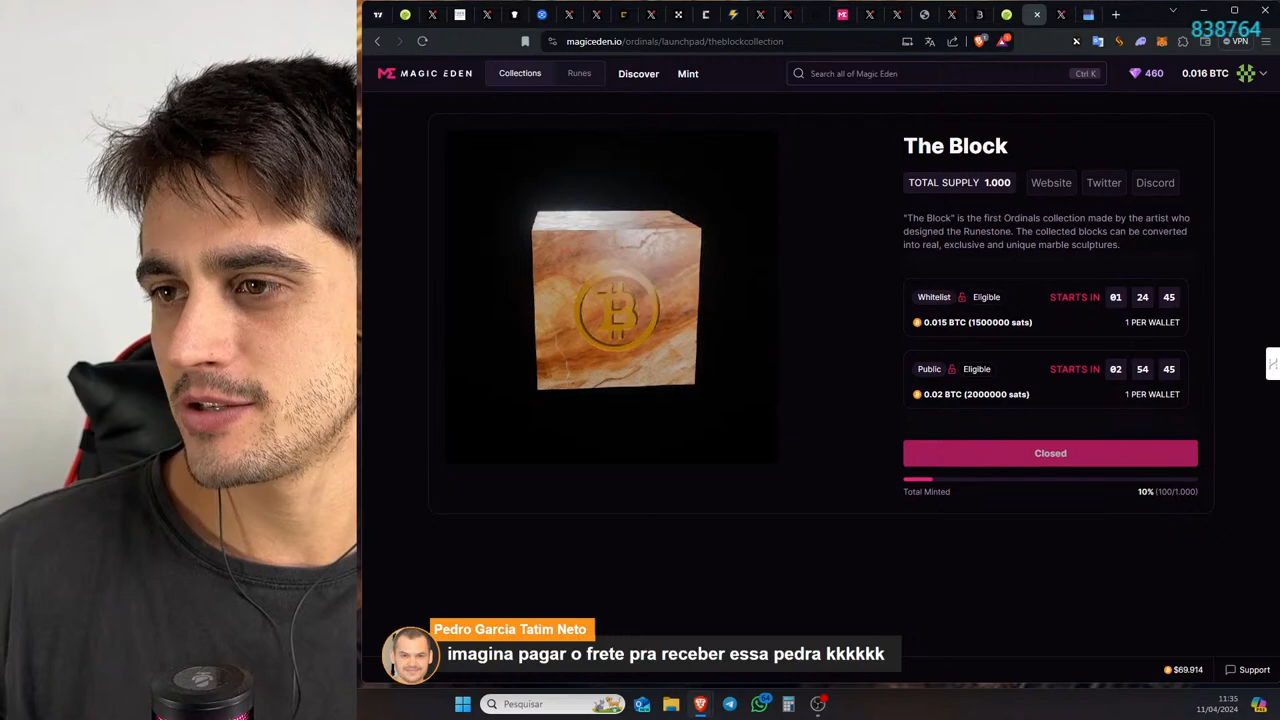 838764
magiceden.io/ordinals/launchpad/theblockcollection
VPN
MAGIC EDEN
Collections
Runes
Discover
Mint
Search all of Magic Eden
Ctrl K
460
0.016 BTC
The Block
TOTAL SUPPLY 1.000
Website
Twitter
Discord
"The Block" is the first Ordinals collection made by the artist who
designed the Runestone. The collected blocks can be converted
into real, exclusive and unique marble sculptures.
Whitelist
Eligible
STARTS IN 01 24 45
0.015 BTC (1500000 sats)
1 PER WALLET
Public
Eligible
STARTS IN 02 54 45
0.02 BTC (2000000 sats)
1 PER WALLET
Closed
Total Minted
10% (100/1.000)
Pedro Garcia Tatim Neto
imagina pagar o frete pra receber essa pedra kkkkkk
$69.914
Support
Pesquisar
11:35
11/04/2024